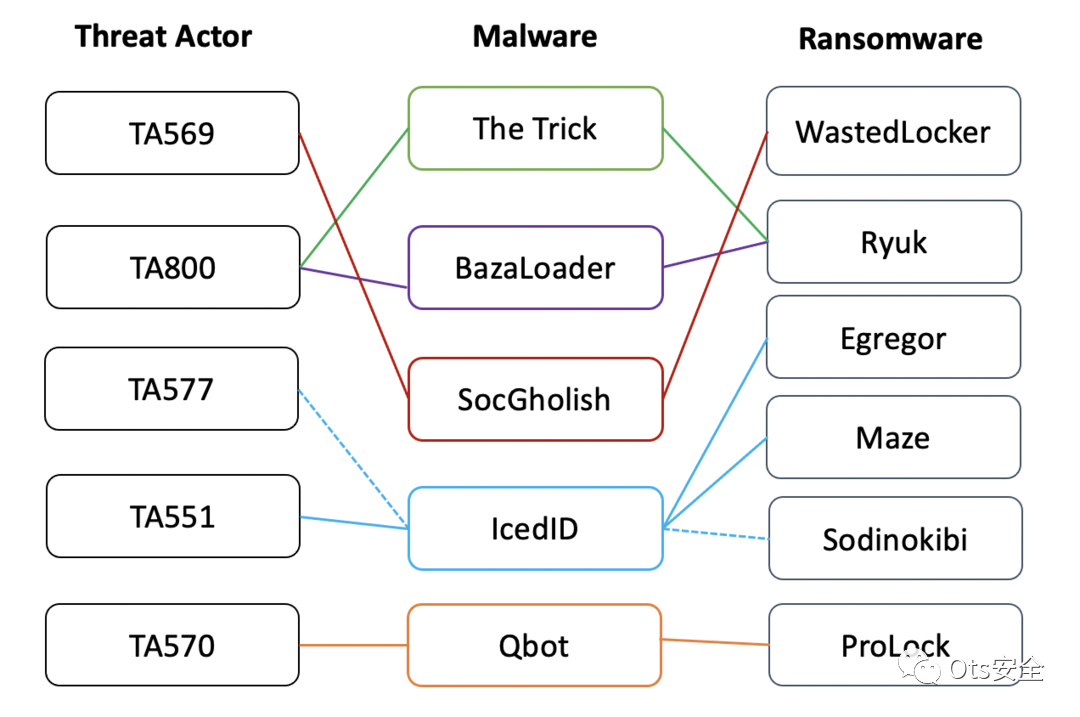 Threat Actor
Malware
Ransomware
TA569
The Trick
WastedLocker
TA800
BazaLoader
Ryuk
TA577
SocGholish
Egregor
Maze
TA551
IcedID
Sodinokibi
TA570
Qbot
ProLock
Ots安全